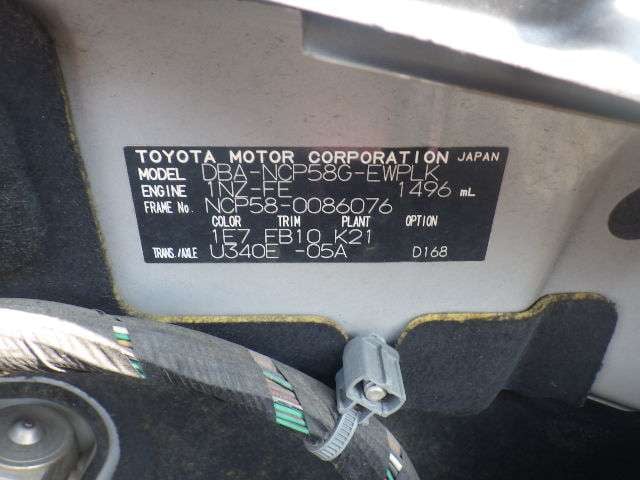 TOYOTA MOTOR CORPORATION JAPAN
MODEL DBA-NCP58G-EWPLK
ENGINE 1NZ-FE 1496 mL
FRAME No. NCP58-0086076
COLOR TRIM PLANT OPTION
1E7 FB10 K21
TRANS./AXLE U340E -05A D168